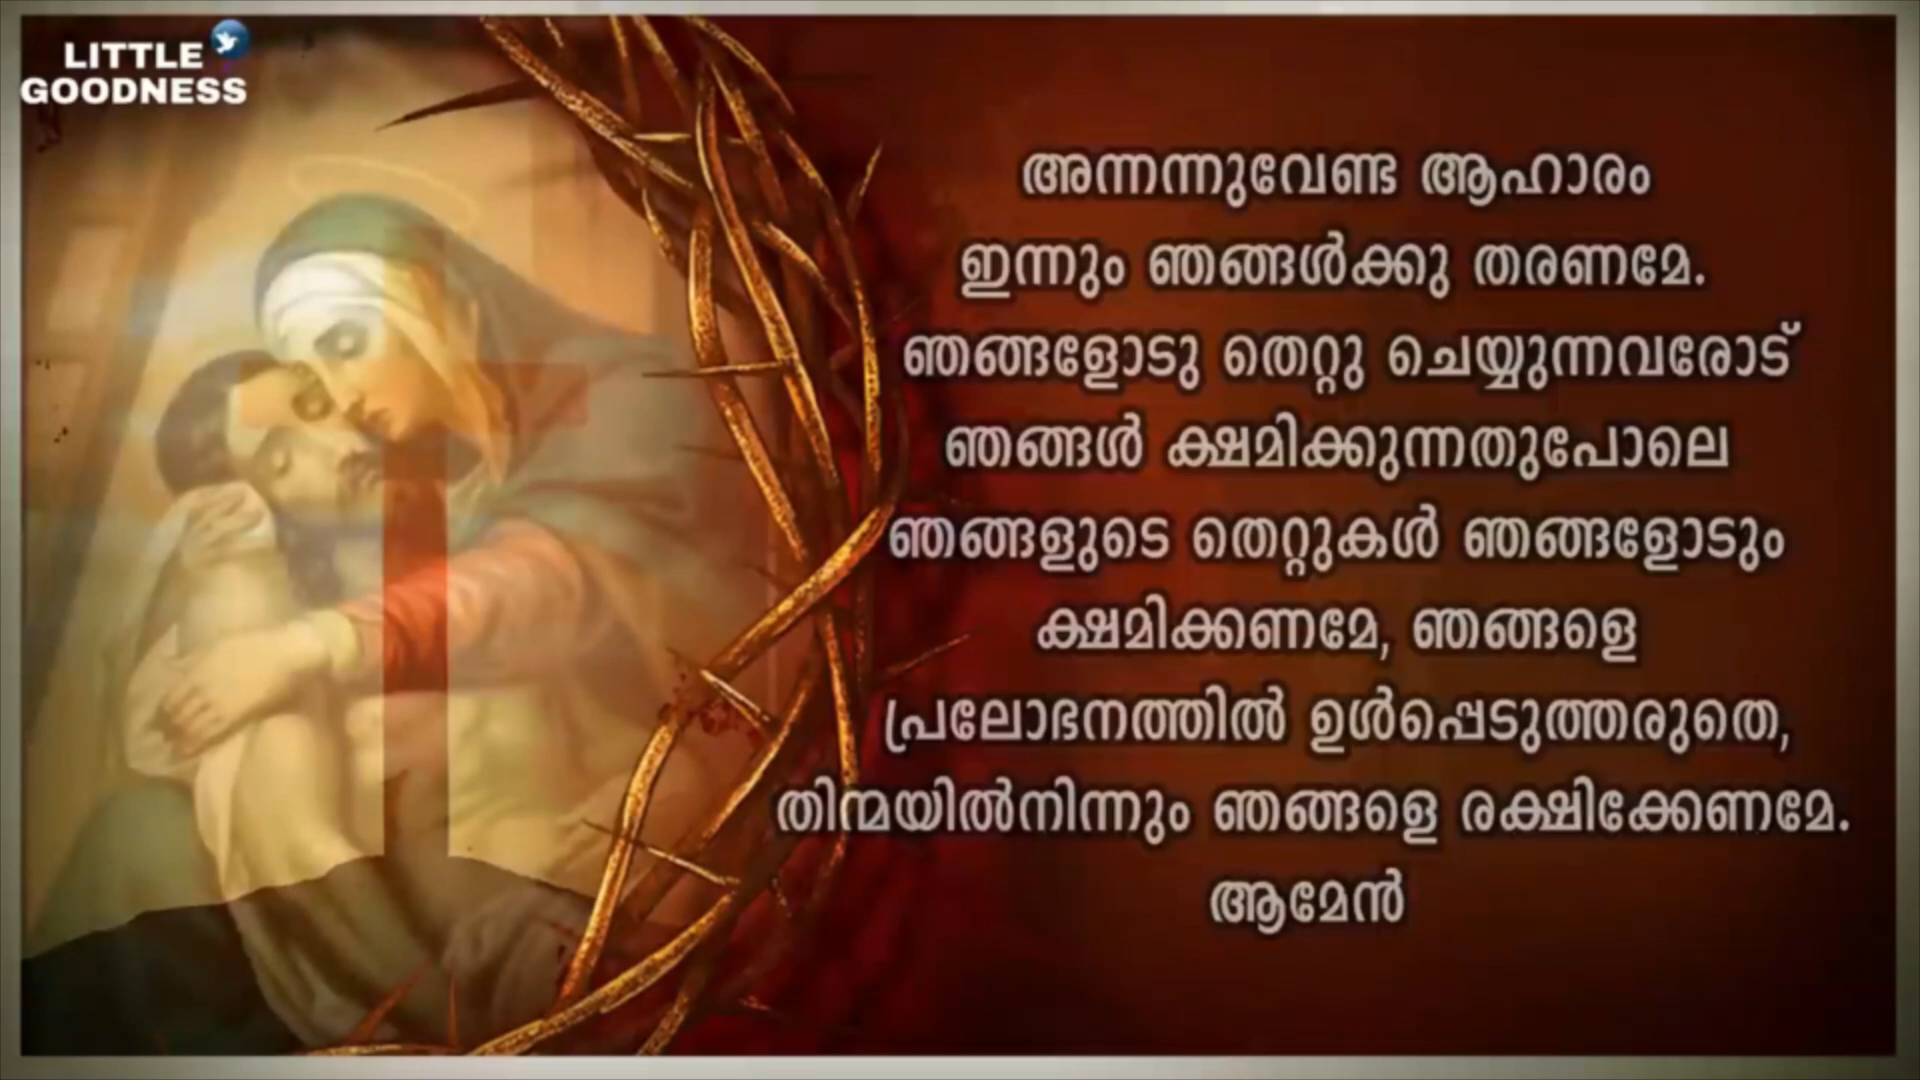 LITTLE
GOODNESS
അന്നന്നുവേണ്ട ആഹാരം
ഇന്നും ഞങ്ങൾക്കു തരണമേ.
ഞങ്ങളോടു തെറ്റു ചെയ്യുന്നവരോട്
ഞങ്ങൾ ക്ഷമിക്കുന്നതുപോലെ
ഞങ്ങളുടെ തെറ്റുകൾ ഞങ്ങളോടും
ക്ഷമിക്കണമേ, ഞങ്ങളെ
പ്രലോഭനത്തിൽ ഉൾപ്പെടുത്തരുതെ,
തിന്മയിൽനിന്നും ഞങ്ങളെ രക്ഷിക്കേണമേ.
ആമേൻ